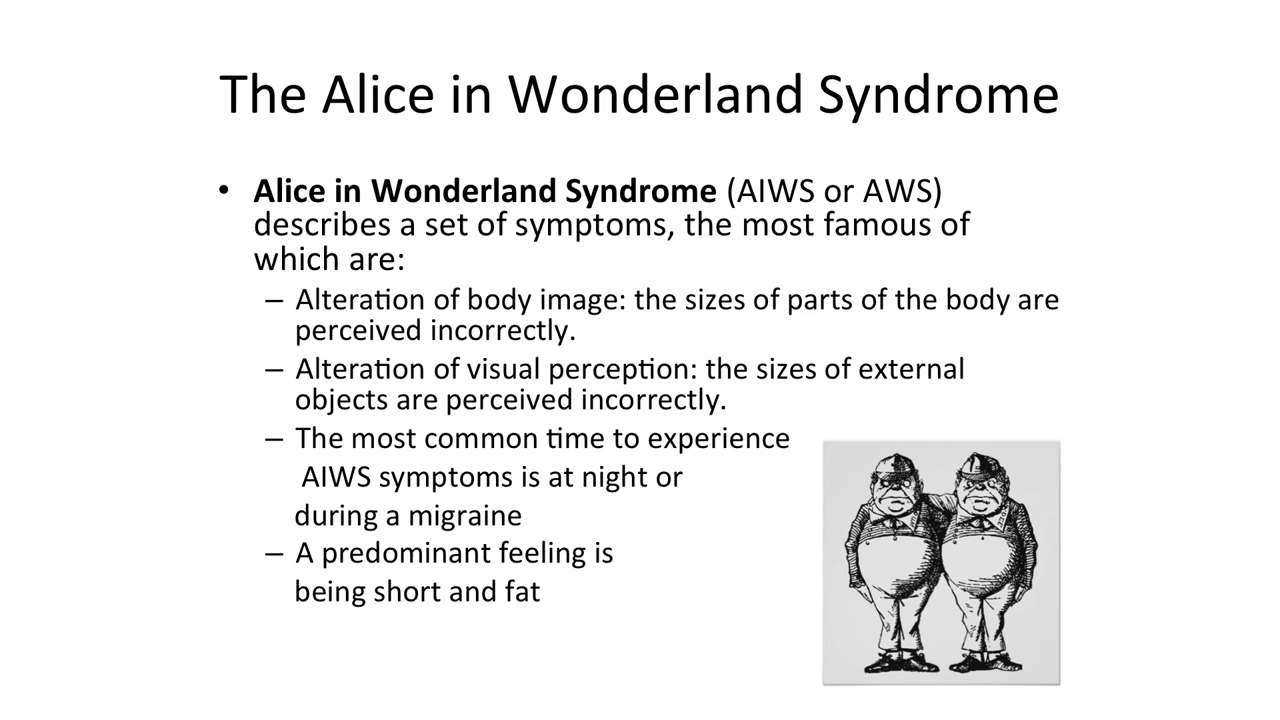 The Alice in Wonderland Syndrome
• Alice in Wonderland Syndrome (AIWS or AWS)
describes a set of symptoms, the most famous of
which are:
– Alteration of body image: the sizes of parts of the body are
perceived incorrectly.
– Alteration of visual perception: the sizes of external
objects are perceived incorrectly.
– The most common time to experience
AIWS symptoms is at night or
during a migraine
– A predominant feeling is
being short and fat